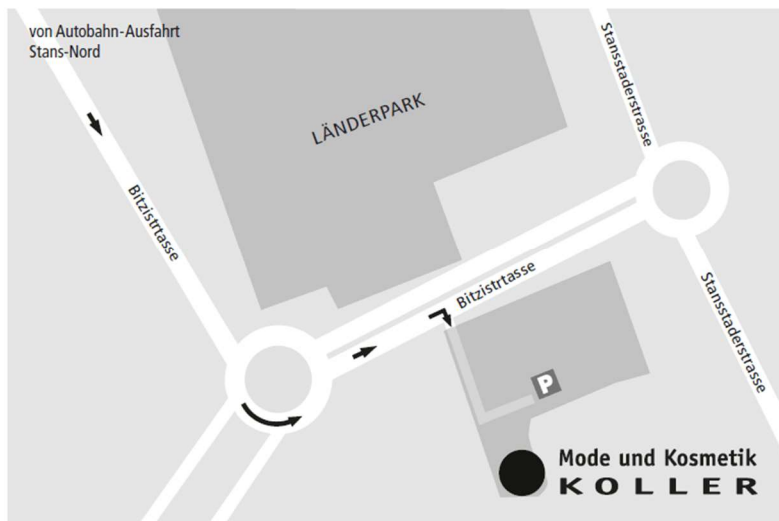 von Autobahn-Ausfahrt
Stans-Nord
Stansstaderstrasse
LÄNDERPARK
Bitzistrtasse
Bitzistrtasse
Stansstaderstrasse
P
Mode und Kosmetik
KOLLER